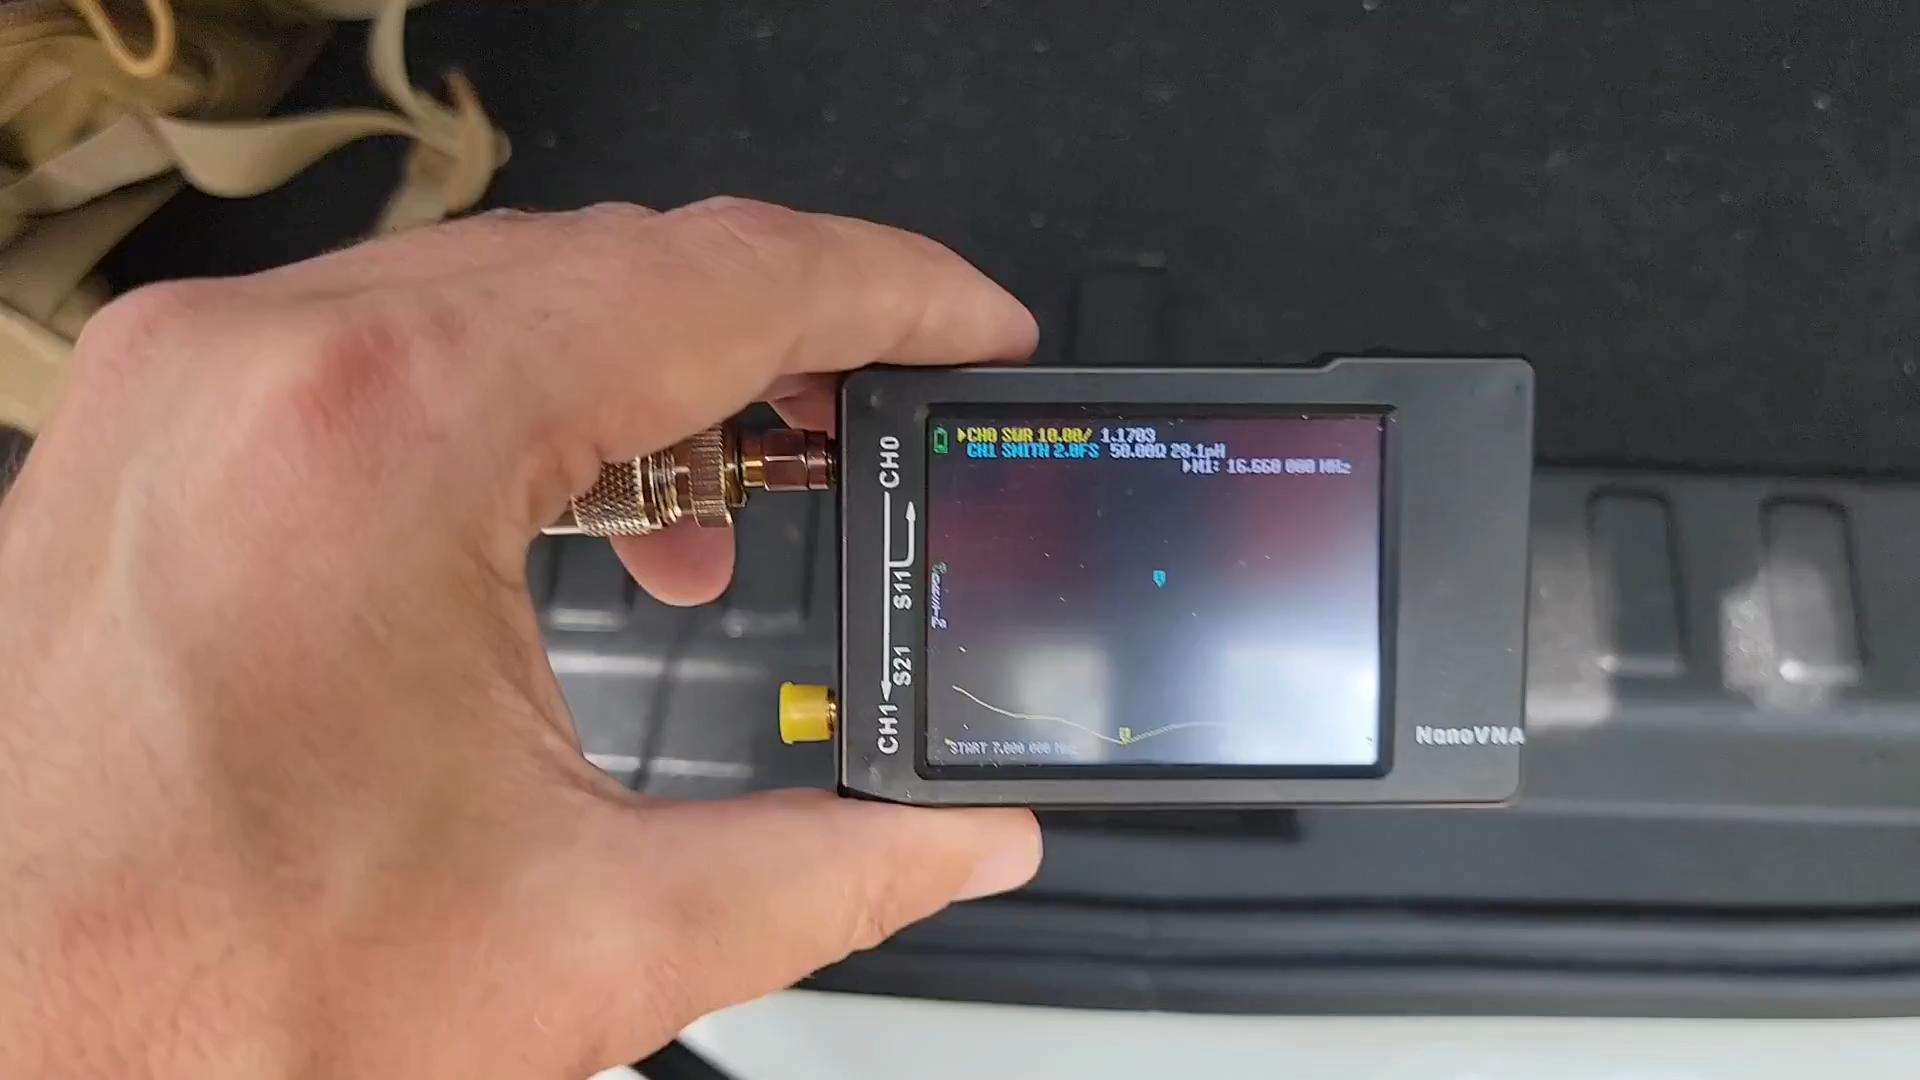 CH0 SWR 10.00/ 1.1703
CH1 SMITH 2.0FS 50.00Ω 28.1pH
M1: 16.660 000 MHz
CH0
S11
S21
CH1
START 7.000 000 MHz
NanoVNA